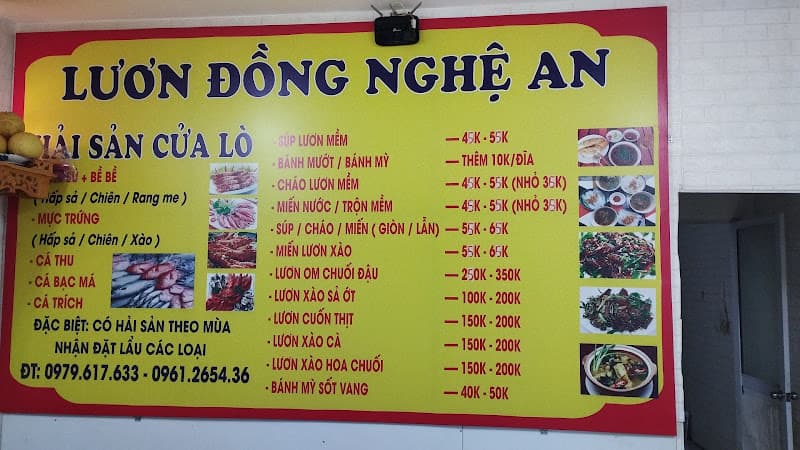 LƯƠN ĐỒNG NGHỆ AN
HẢI SẢN CỬA LÒ
+ BỀ BỀ
( Hấp sả / Chiên / Rang me )
- MỰC TRỨNG
( Hấp sả / Chiên / Xào )
- CÁ THU
- CÁ BẠC MÁ
- CÁ TRÍCH
ĐẶC BIỆT: CÓ HẢI SẢN THEO MÙA
NHẬN ĐẶT LẨU CÁC LOẠI
ĐT: 0979.617.633 - 0961.2654.36
- SÚP LƯƠN MỀM — 45K - 55K
- BÁNH MƯỚT / BÁNH MỲ — THÊM 10K/ĐĨA
- CHÁO LƯƠN MỀM — 45K - 55K (NHỎ 35K)
- MIẾN NƯỚC / TRỘN MỀM — 45K - 55K (NHỎ 35K)
- SÚP / CHÁO / MIẾN ( GIÒN / LẪN) — 55K - 65K
- MIẾN LƯƠN XÀO — 55K - 65K
- LƯƠN OM CHUỐI ĐẬU — 250K - 350K
- LƯƠN XÀO SẢ ỚT — 100K - 200K
- LƯƠN CUỐN THỊT — 150K - 200K
- LƯƠN XÀO CÀ — 150K - 200K
- LƯƠN XÀO HOA CHUỐI — 150K - 200K
- BÁNH MỲ SỐT VANG — 40K - 50K